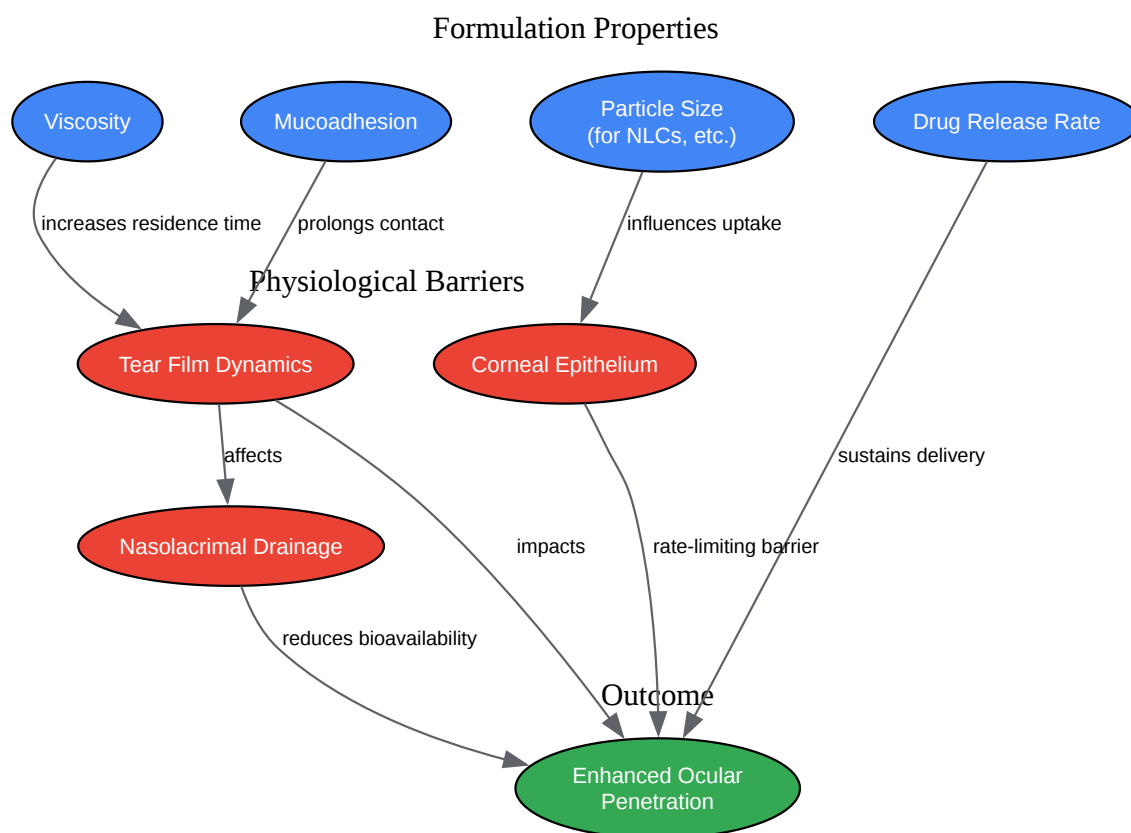 Formulation Properties
Viscosity
Mucoadhesion
Particle Size
(for NLCs, etc.)
Drug Release Rate
increases residence time
prolongs contact
influences uptake
Physiological Barriers
Tear Film Dynamics
Corneal Epithelium
affects
sustains delivery
Nasolacrimal Drainage
impacts
rate-limiting barrier
reduces bioavailability
Outcome
Enhanced Ocular
Penetration